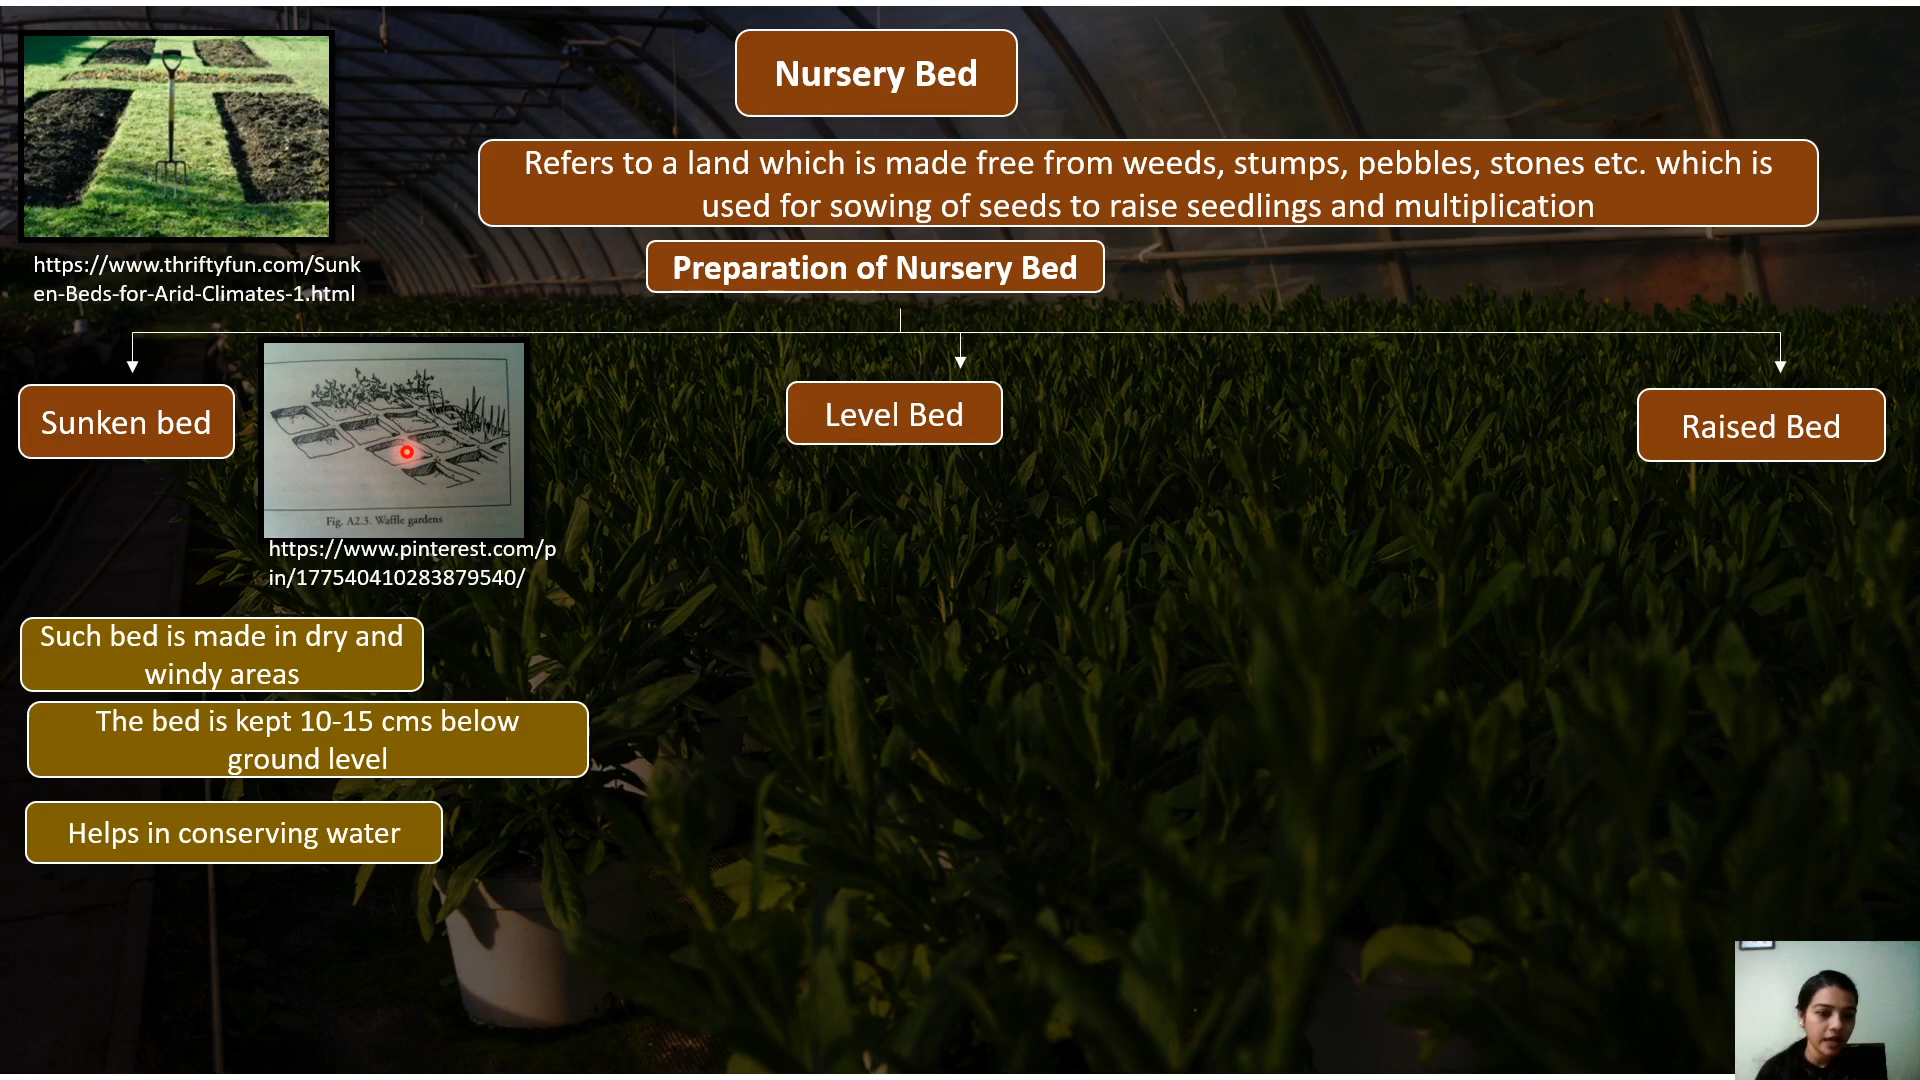 Nursery Bed
Refers to a land which is made free from weeds, stumps, pebbles, stones etc. which is
used for sowing of seeds to raise seedlings and multiplication
https://www.thriftyfun.com/Sunk
en-Beds-for-Arid-Climates-1.html
Preparation of Nursery Bed
Sunken bed
Level Bed
Raised Bed
Fig. A2.3. Waffle gardens
https://www.pinterest.com/p
in/177540410283879540/
Such bed is made in dry and
windy areas
The bed is kept 10-15 cms below
ground level
Helps in conserving water